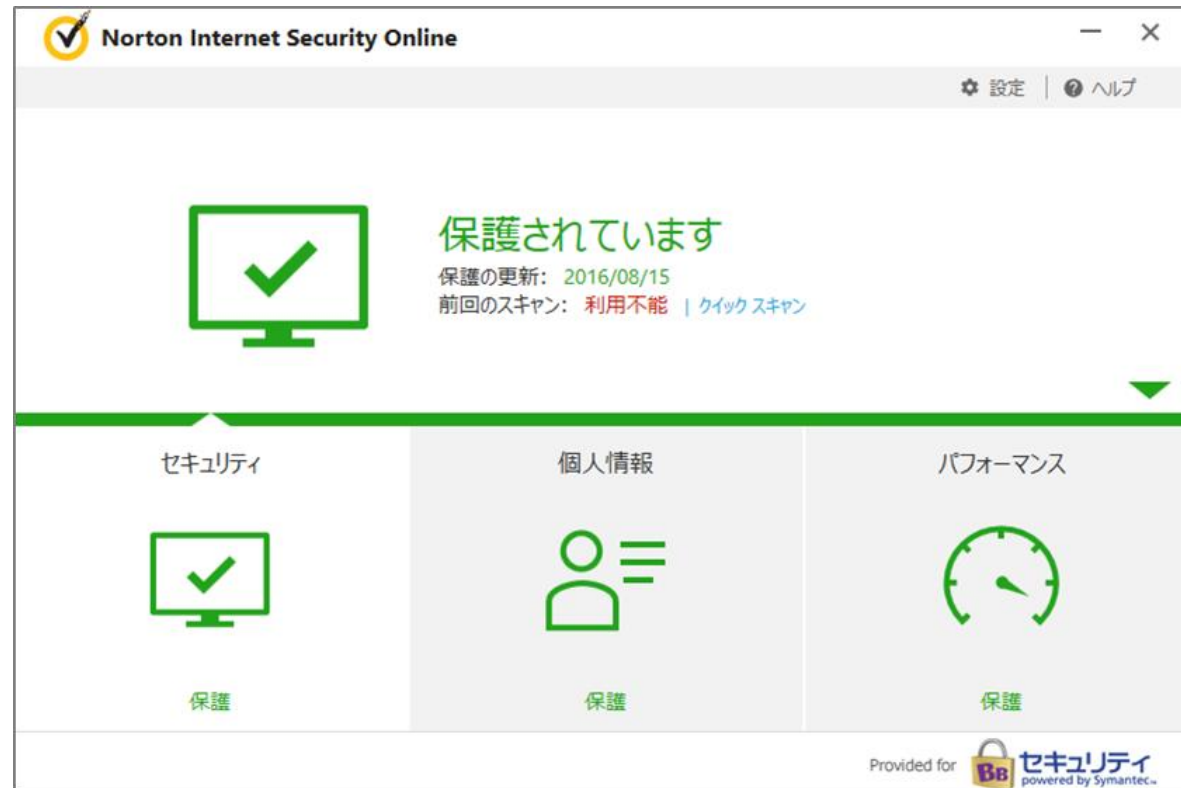 Norton Internet Security Online
設定 | ヘルプ
保護されています
保護の更新: 2016/08/15
前回のスキャン: 利用不能 | クイック スキャン
セキュリティ
個人情報
パフォーマンス
保護
保護
保護
Provided for BB セキュリティ
powered by Symantec